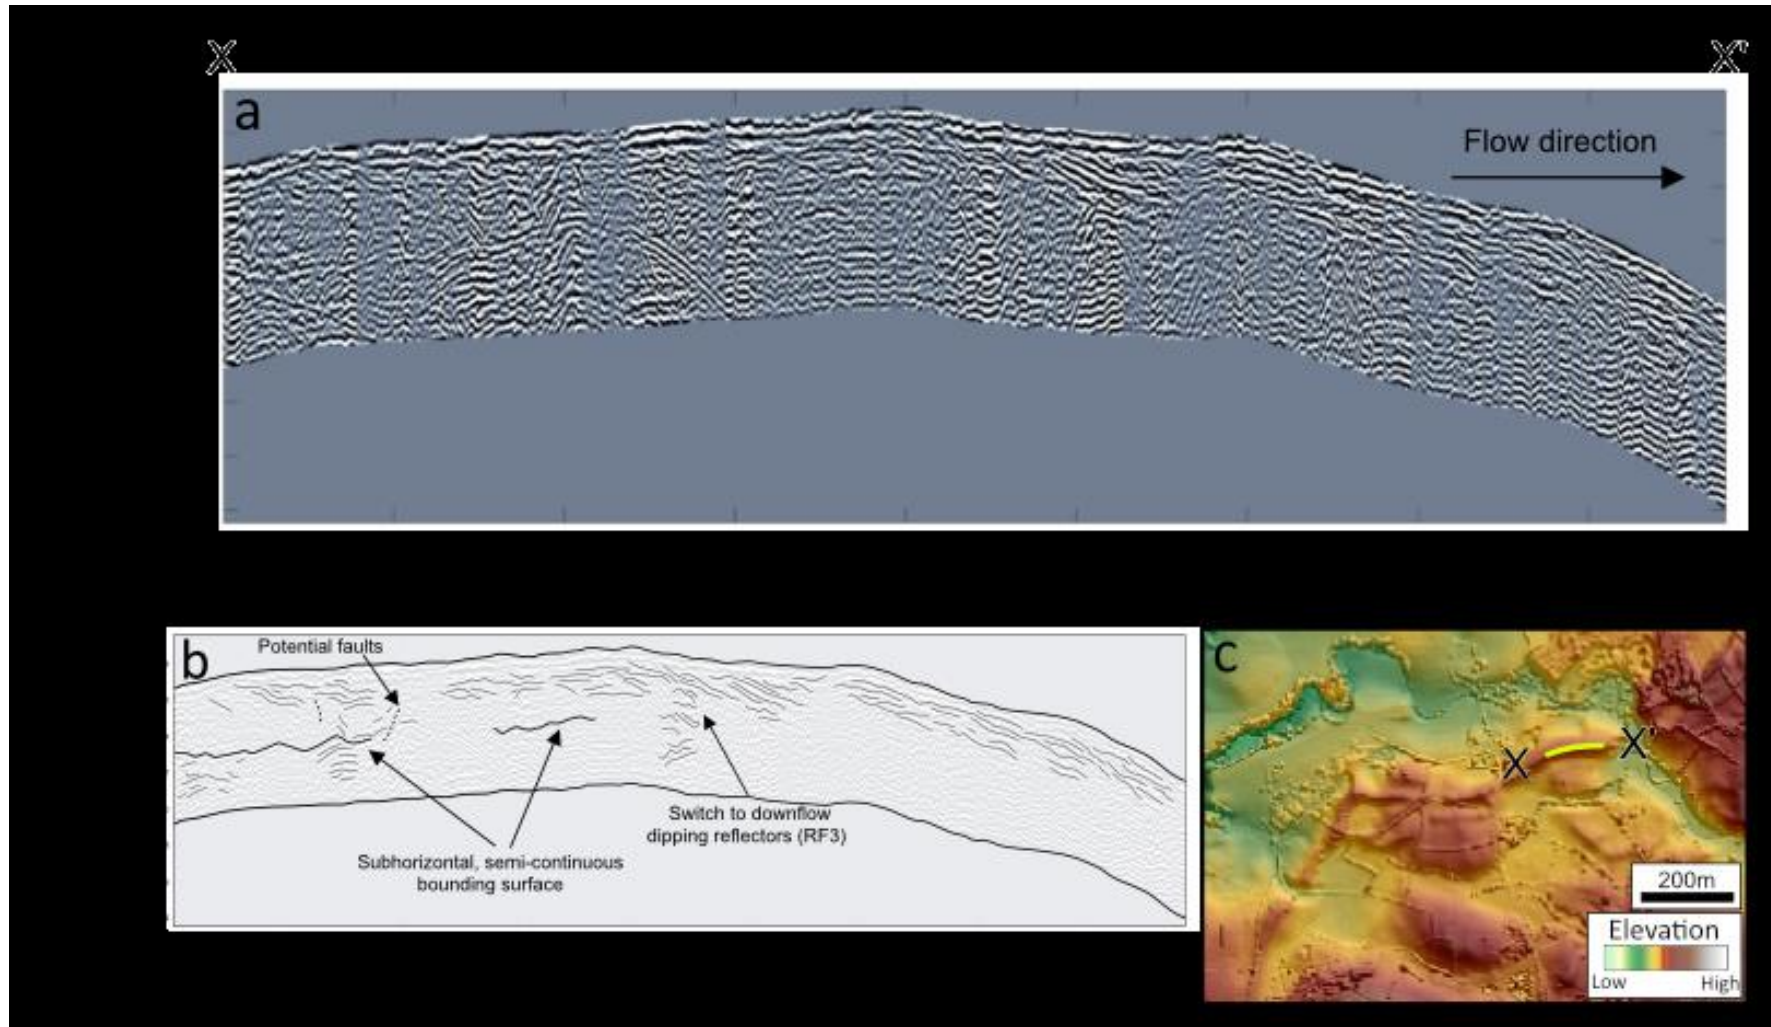 X X'
a
Flow direction
b
Potential faults
Switch to downflow
dipping reflectors (RF3)
Subhorizontal, semi-continuous
bounding surface
c
X X'
200m
Elevation
Low High